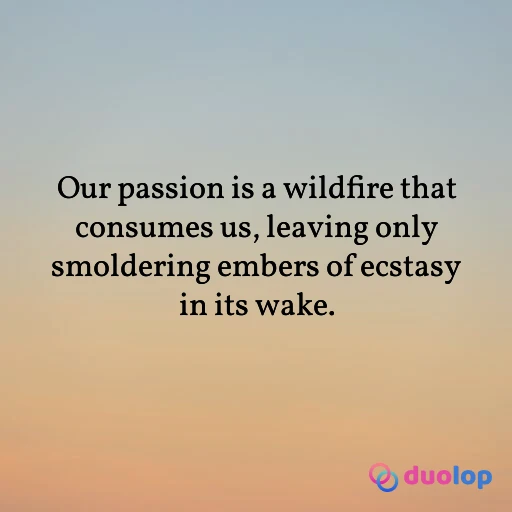 Our passion is a wildfire that
consumes us, leaving only
smoldering embers of ecstasy
in its wake.
duolop